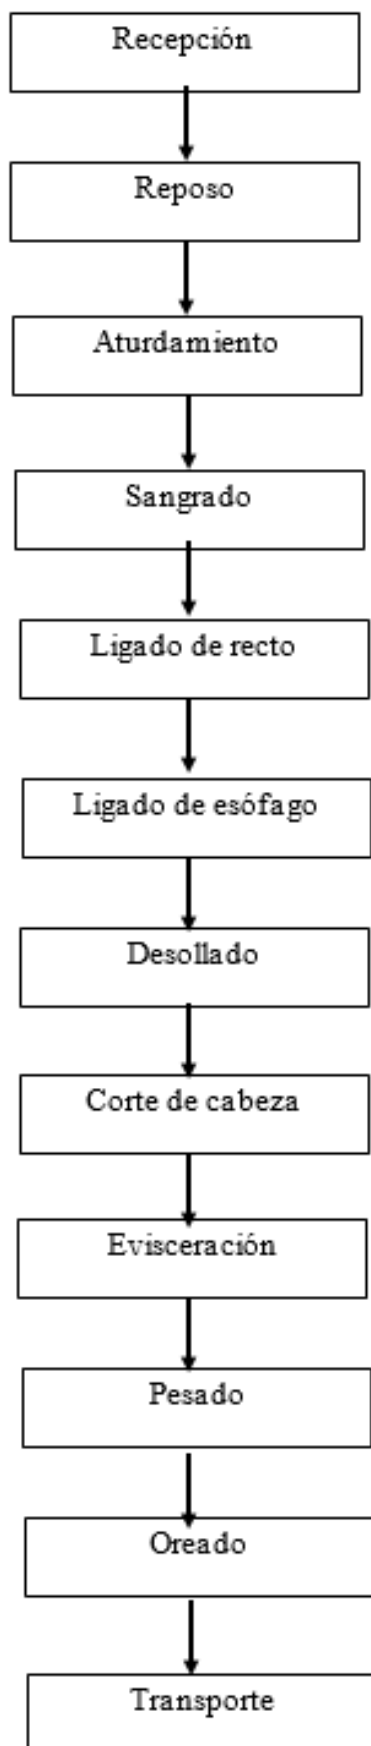 Recepción
Reposo
Aturdamiento
Sangrado
Ligado de recto
Ligado de esófago
Desollado
Corte de cabeza
Evisceración
Pesado
Oreado
Transporte